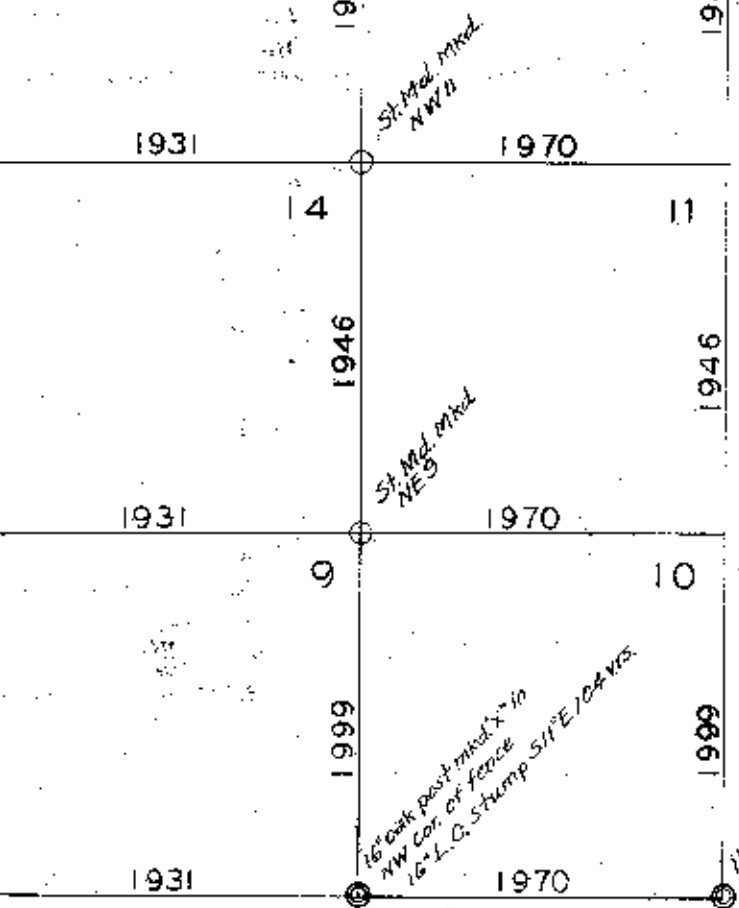 19
19
St. Md. Mkd.
NW 11
1931
1970
14
11
1946
1946
St. Md. Mkd
NE 9
1931
1970
9
10
1999
1999
16" oak post mkd "x" in
NW cor. of fence
16" L.O. stump S11°E 104 vrs.
1931
1970